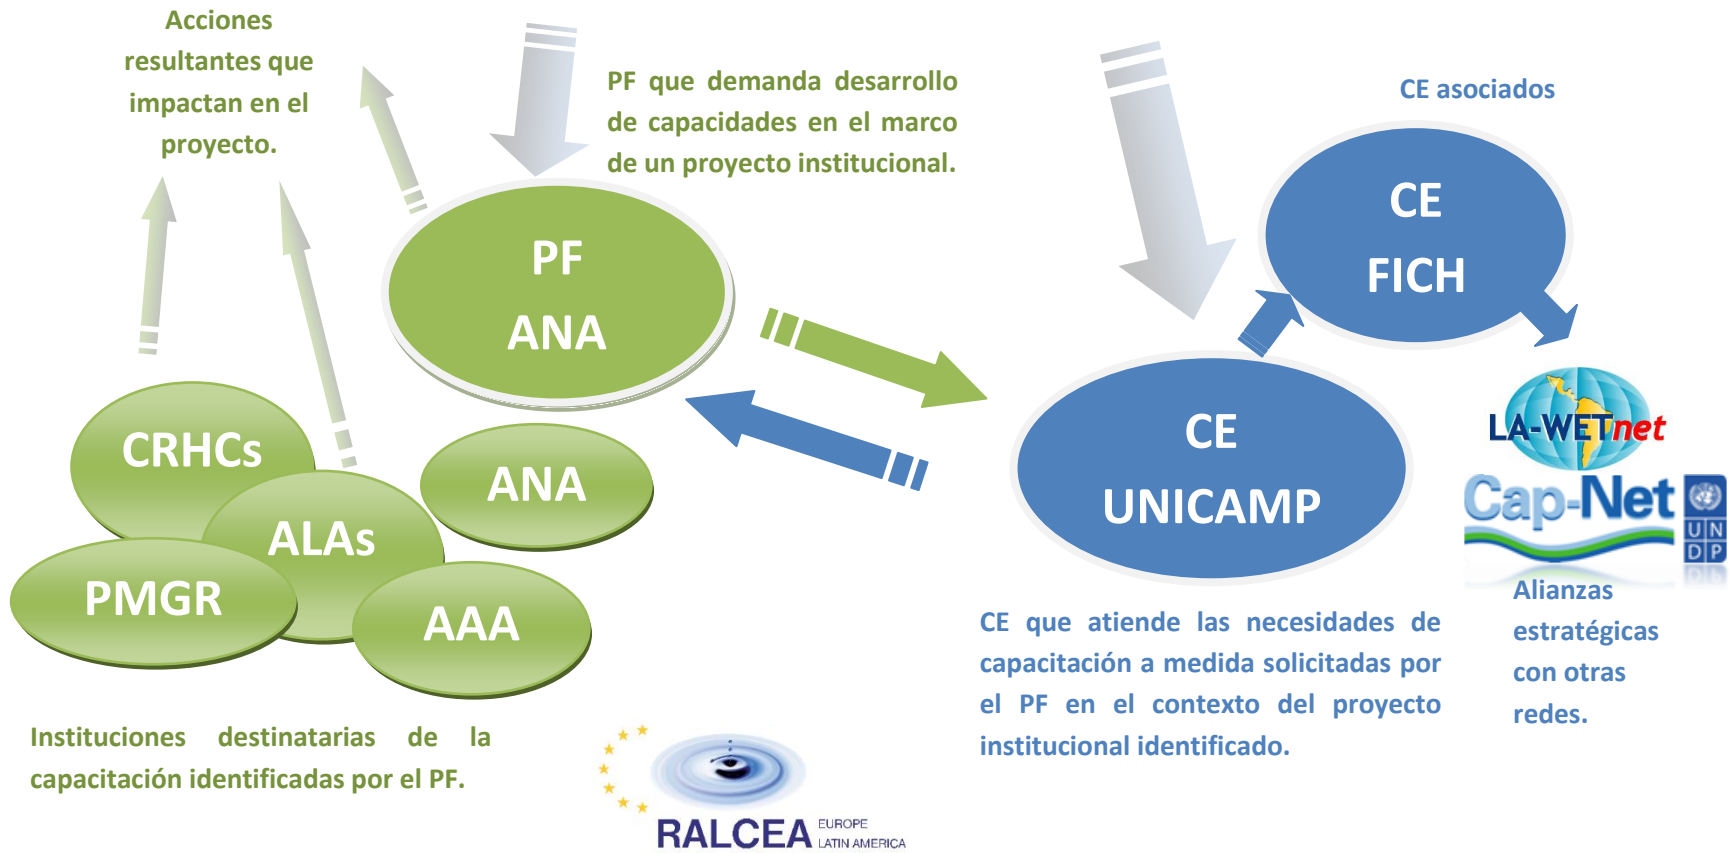 Acciones
resultantes que
impactan en el
proyecto.
PF que demanda desarrollo
de capacidades en el marco
de un proyecto institucional.
CE asociados
CE
FICH
PF
ANA
CE
UNICAMP
LA-WETnet
Cap-Net
UN
DP
Alianzas
estratégicas
con otras
redes.
CRHCs
ANA
ALAs
PMGR
AAA
CE que atiende las necesidades de
capacitación a medida solicitadas por
el PF en el contexto del proyecto
institucional identificado.
Instituciones destinatarias de la
capacitación identificadas por el PF.
RALCEA EUROPE
LATIN AMERICA